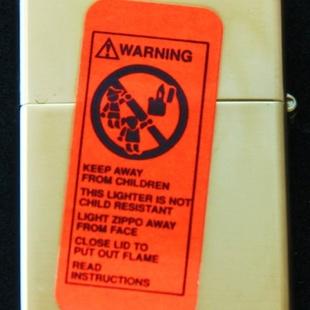 WARNING
KEEP AWAY
FROM CHILDREN
THIS LIGHTER IS NOT
CHILD RESISTANT
LIGHT ZIPPO AWAY
FROM FACE
CLOSE LID TO
PUT OUT FLAME
READ
INSTRUCTIONS